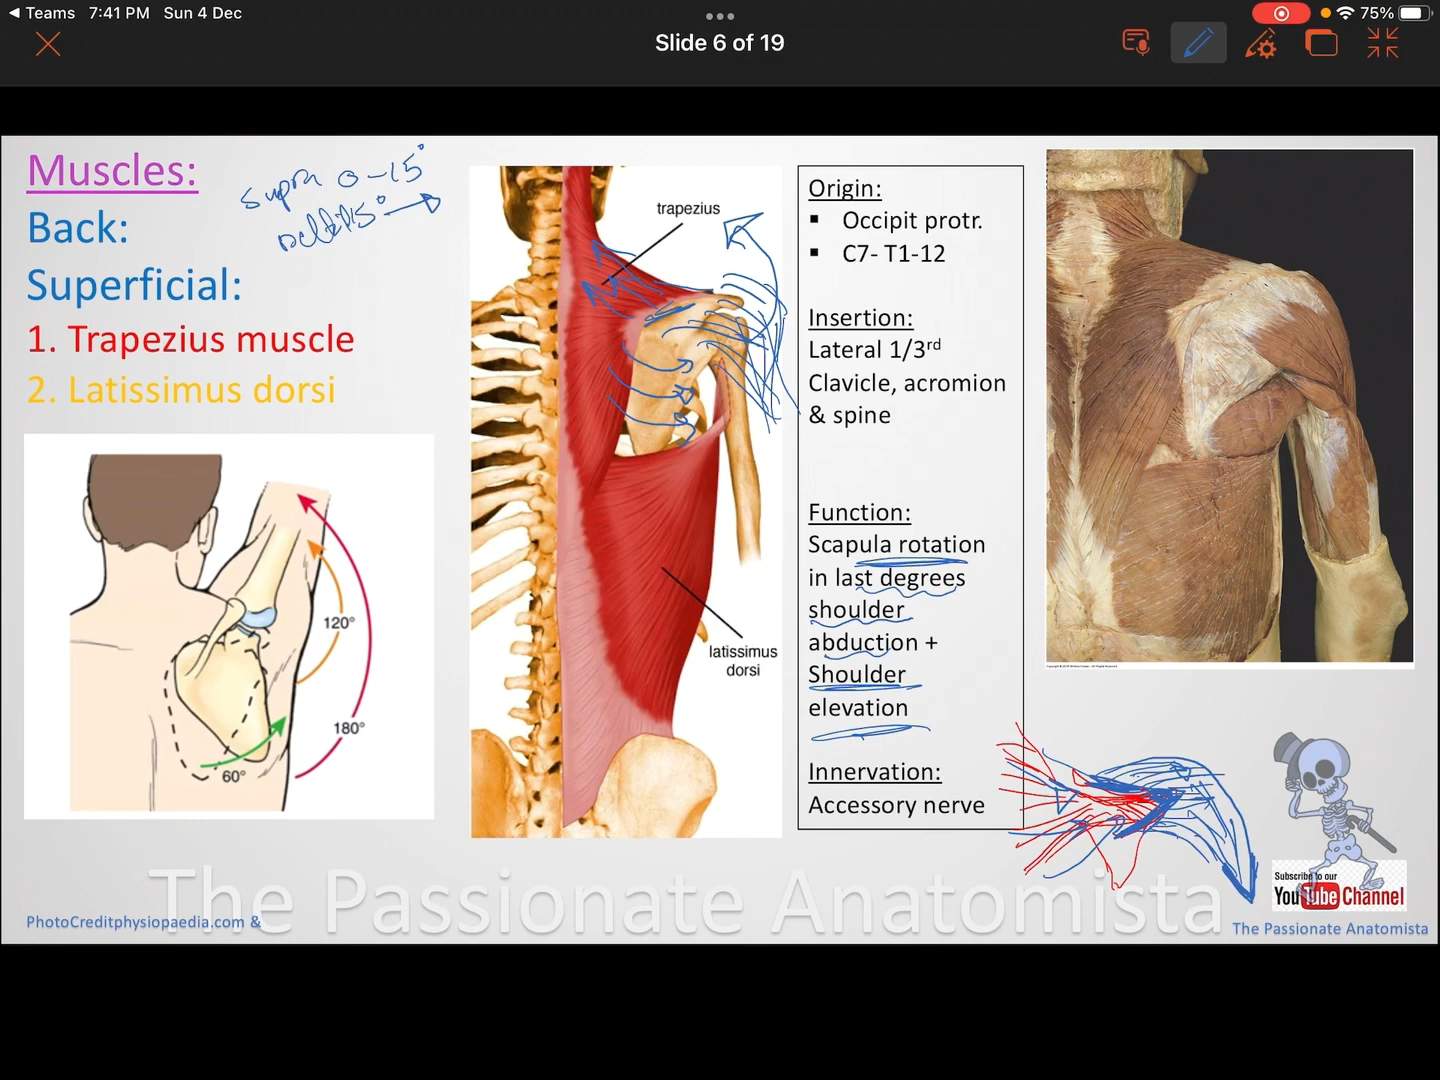 Teams 7:41 PM Sun 4 Dec
75%
Slide 6 of 19
Muscles:
supra 0-15°
Back:
Superficial:
1. Trapezius muscle
2. Latissimus dorsi
120°
180°
60°
trapezius
latissimus
dorsi
Origin:
▪ Occipit protr.
▪ C7- T1-12
Insertion:
Lateral 1/3rd
Clavicle, acromion
& spine
Function:
Scapula rotation
in last degrees
shoulder
abduction +
Shoulder
elevation
Innervation:
Accessory nerve
The Passionate Anatomista
PhotoCreditphysiopaedia.com &
Subscribe to our
YouTube Channel
The Passionate Anatomista